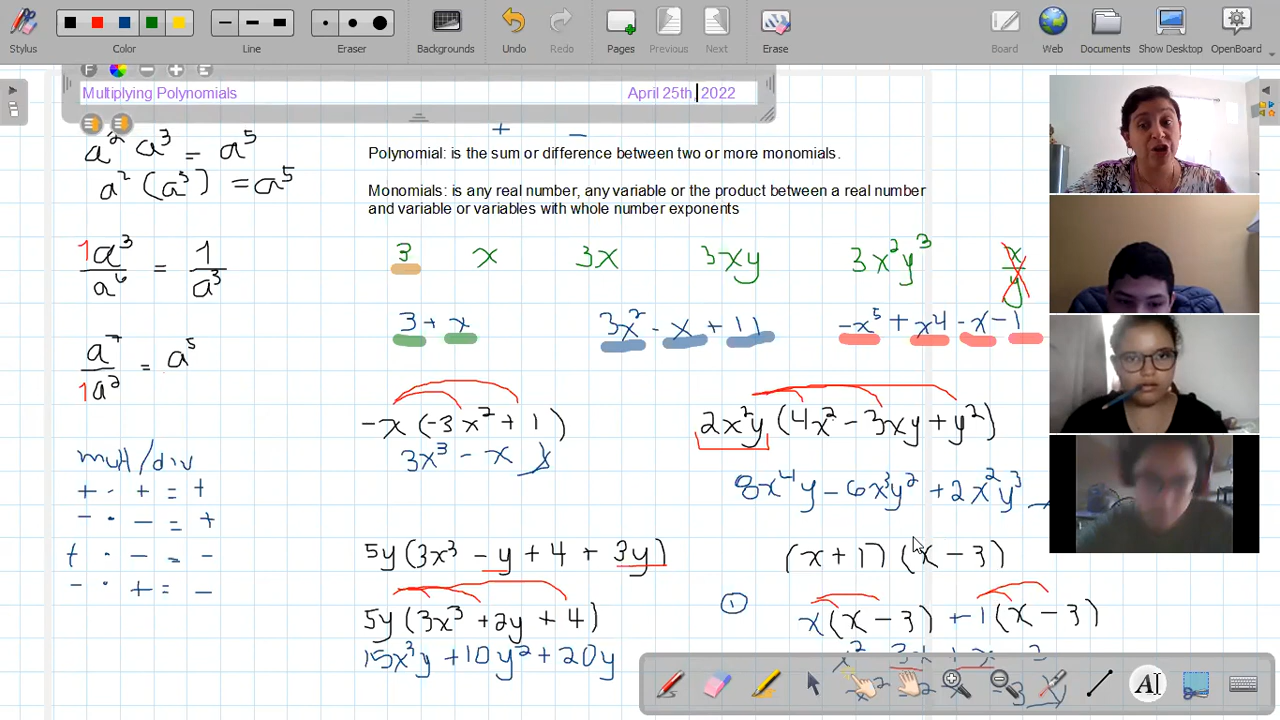 Stylus Color Line Eraser Backgrounds Undo Redo Pages Previous Next Erase Board Web Documents Show Desktop OpenBoard
Multiplying Polynomials April 25th, 2022
+ −
Polynomial: is the sum or difference between two or more monomials.
Monomials: is any real number, any variable or the product between a real number
and variable or variables with whole number exponents
a² a³ = a⁵
a² (a³) = a⁵
1a³/a⁶ = 1/a³
a⁷/1a² = a⁵
mult/div
+ · + = +
− · − = +
+ · − = −
− · + = −
3 x 3x 3xy 3x²y³ x/y
3 + x 3x² - x + 11 -x⁵ + x4 - x - 1
-x (-3x² + 1)
3x³ - x
5y(3x³ - y + 4 + 3y)
5y(3x³ + 2y + 4)
15x³y + 10y² + 20y
2x²y (4x² - 3xy + y²)
8x⁴y - 6x³y² + 2x²y³
(x + 1) (x - 3)
1 x(x - 3) + 1(x - 3)
AI